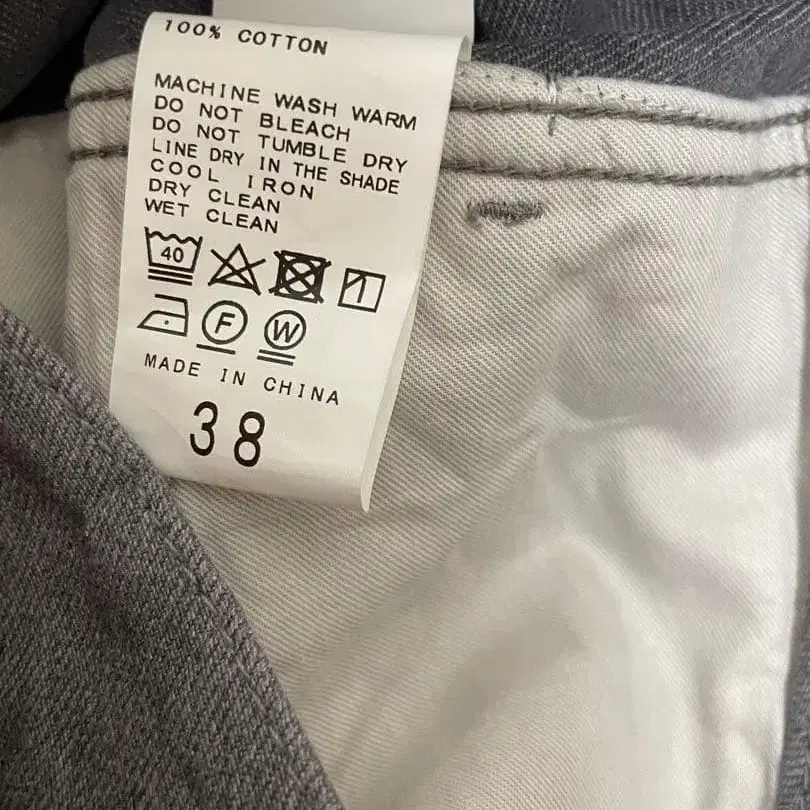 100% COTTON
MACHINE WASH WARM
DO NOT BLEACH
DO NOT TUMBLE DRY
LINE DRY IN THE SHADE
COOL IRON
DRY CLEAN
WET CLEAN
40
F W
MADE IN CHINA
38